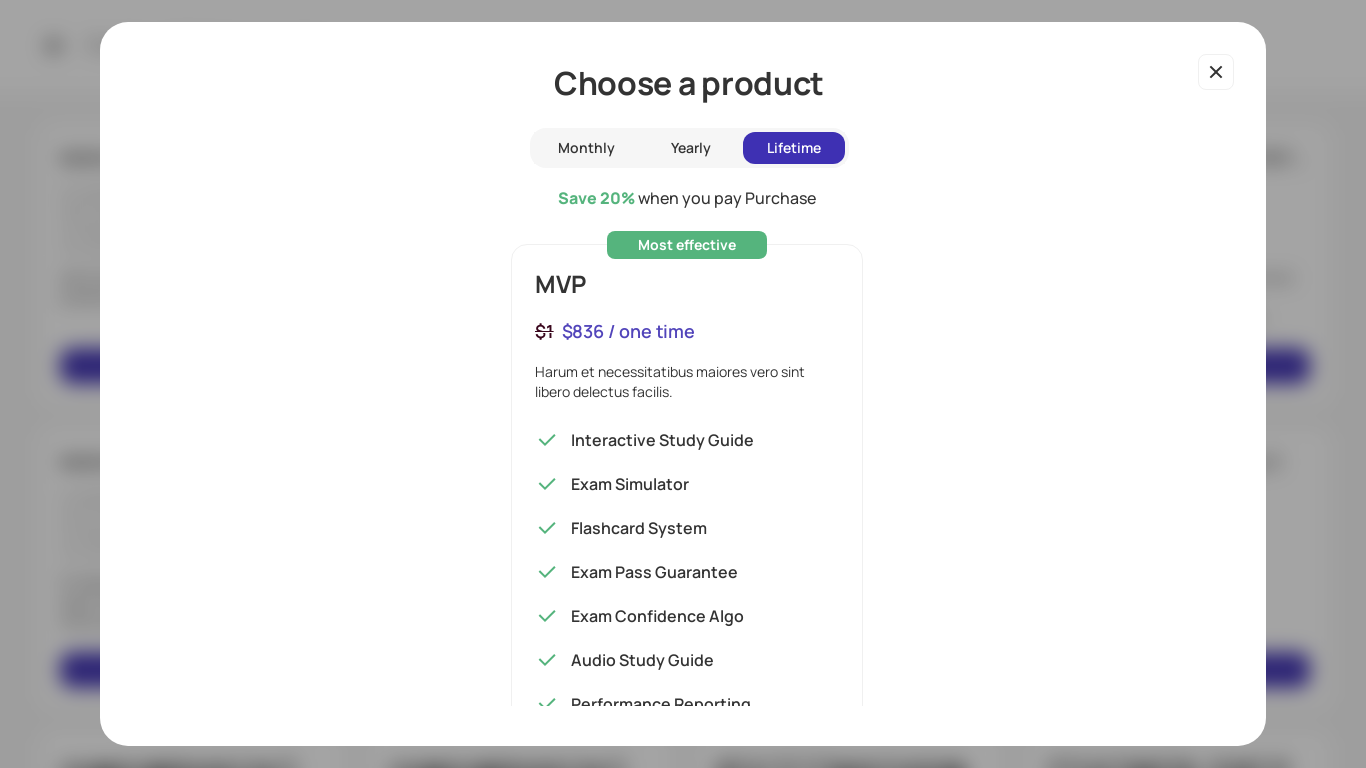 Choose a product
Monthly
Yearly
Lifetime
Save 20% when you pay Purchase
Most effective
MVP
$1 $836 / one time
Harum et necessitatibus maiores vero sint
libero delectus facilis.
Interactive Study Guide
Exam Simulator
Flashcard System
Exam Pass Guarantee
Exam Confidence Algo
Audio Study Guide
Performance Reporting